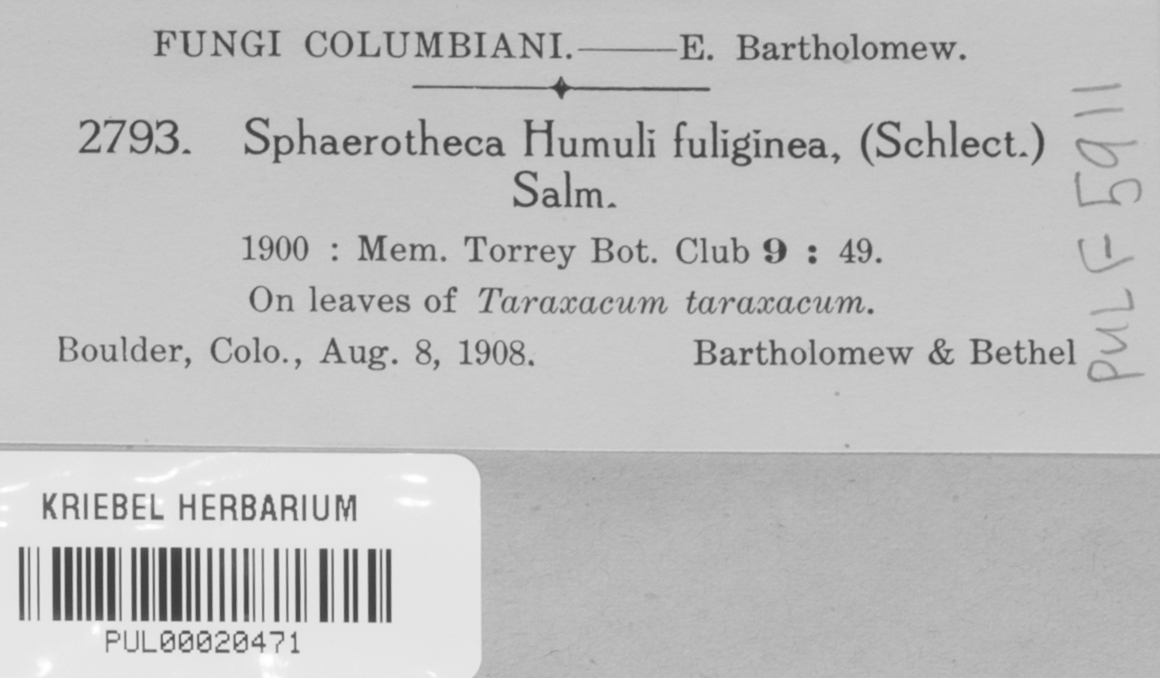 FUNGI COLUMBIANI.——E. Bartholomew.
2793. Sphaerotheca Humuli fuliginea, (Schlect.)
Salm.
1900 : Mem. Torrey Bot. Club 9 : 49.
On leaves of Taraxacum taraxacum.
Boulder, Colo., Aug. 8, 1908. Bartholomew & Bethel
PUL F 5911
KRIEBEL HERBARIUM
PUL00020471